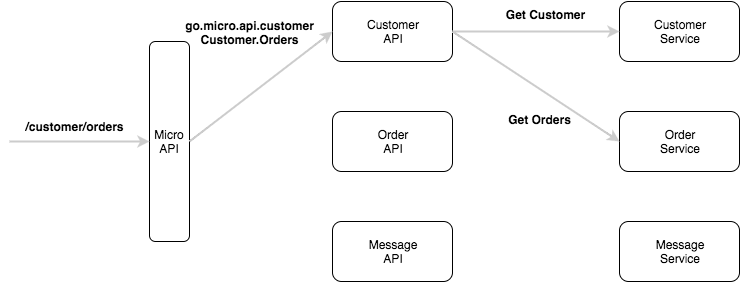 /customer/orders
Micro
API
go.micro.api.customer
Customer.Orders
Customer
API
Get Customer
Customer
Service
Get Orders
Order
API
Order
Service
Message
API
Message
Service